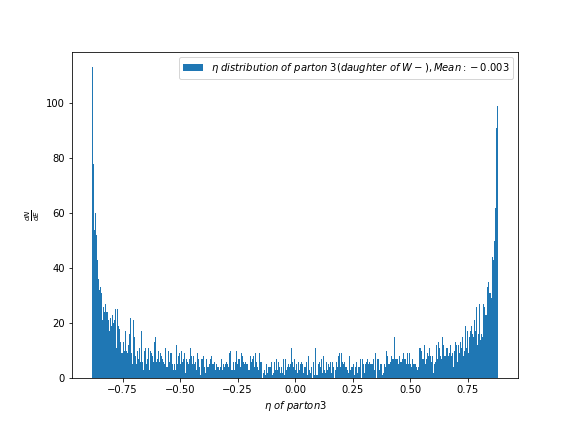 η distribution of parton 3(daughter of W−), Mean: −0.003
100
80
60
40
20
0
dN
dE
−0.75 −0.50 −0.25 0.00 0.25 0.50 0.75
η of parton3